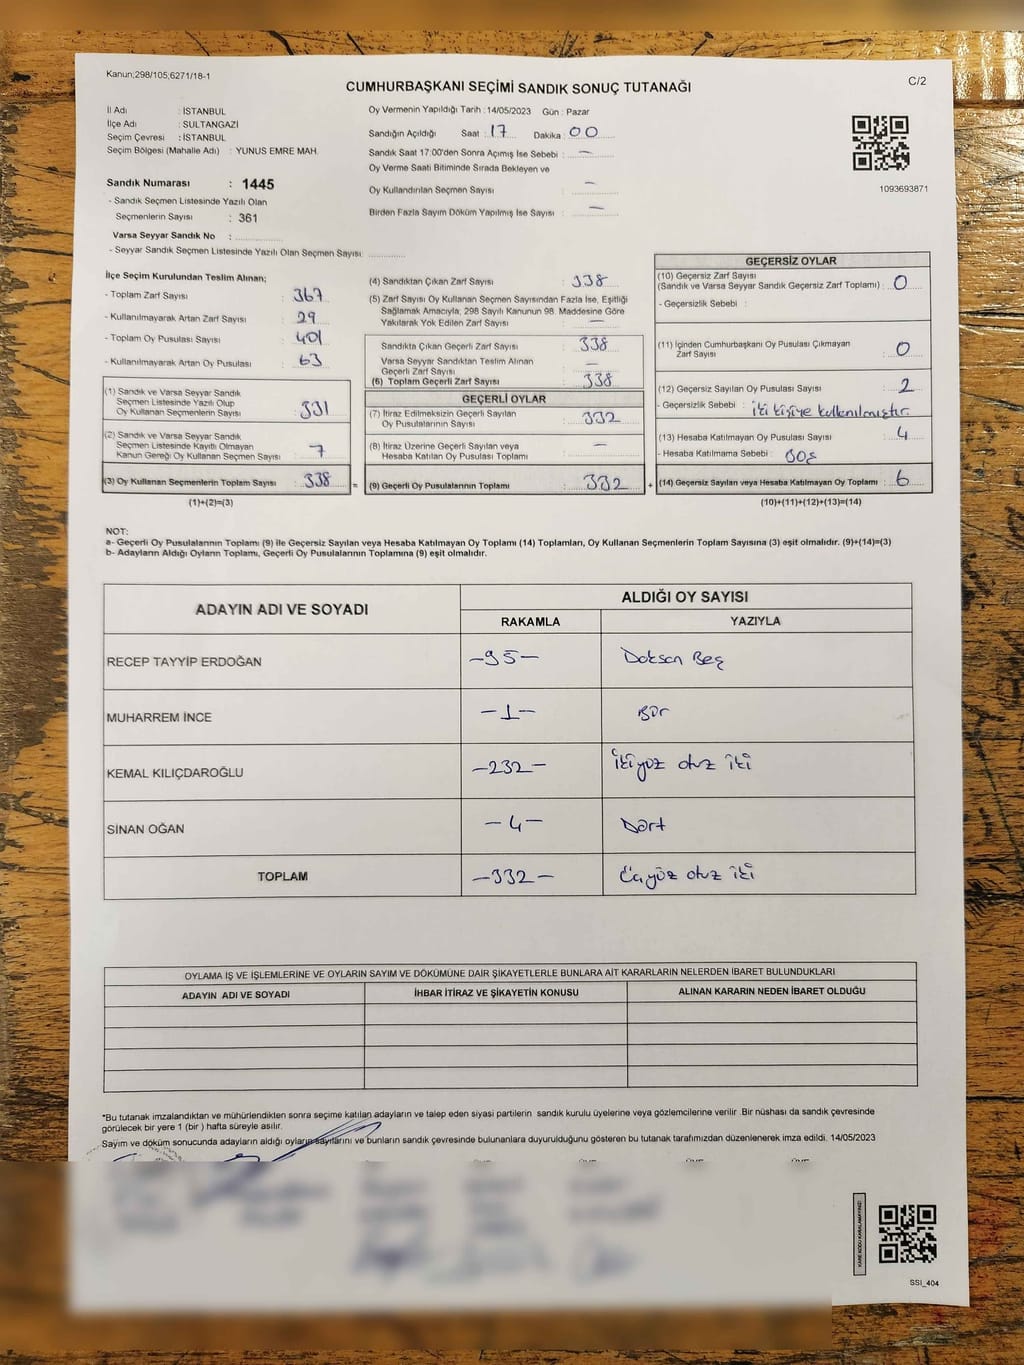 Kanun;298/105;6271/18-1
C/2
CUMHURBAŞKANI SEÇİMİ SANDIK SONUÇ TUTANAĞI
İl Adı : İSTANBUL
İlçe Adı : SULTANGAZİ
Seçim Çevresi : İSTANBUL
Seçim Bölgesi (Mahalle Adı) : YUNUS EMRE MAH.
Sandık Numarası : 1445
- Sandık Seçmen Listesinde Yazılı Olan
Seçmenlerin Sayısı : 361
Varsa Seyyar Sandık No :
- Seyyar Sandık Seçmen Listesinde Yazılı Olan Seçmen Sayısı:
Oy Vermenin Yapıldığı Tarih : 14/05/2023 Gün : Pazar
Sandığın Açıldığı Saat : 17 Dakika : 00
Sandık Saat 17:00'den Sonra Açımış İse Sebebi : —
Oy Verme Saati Bitiminde Sırada Bekleyen ve
Oy Kullandırılan Seçmen Sayısı —
Birden Fazla Sayım Döküm Yapılmış İse Sayısı : —
1093693871
İlçe Seçim Kurulundan Teslim Alınan;
- Toplam Zarf Sayısı : 367
- Kullanılmayarak Artan Zarf Sayısı : 29
- Toplam Oy Pusulası Sayısı : 401
- Kullanılmayarak Artan Oy Pusulası : 63
(1) Sandık ve Varsa Seyyar Sandık
Seçmen Listesinde Yazılı Olup
Oy Kullanan Seçmenlerin Sayısı : 331
(2) Sandık ve Varsa Seyyar Sandık
Seçmen Listesinde Kayıtlı Olmayan
Kanun Gereği Oy Kullanan Seçmen Sayısı : 7
(3) Oy Kullanan Seçmenlerin Toplam Sayısı : 338 =
(1)+(2)=(3)
(4) Sandıktan Çıkan Zarf Sayısı : 338
(5) Zarf Sayısı Oy Kullanan Seçmen Sayısından Fazla İse, Eşitliği
Sağlamak Amacıyla; 298 Sayılı Kanunun 98. Maddesine Göre
Yakılarak Yok Edilen Zarf Sayısı : —
Sandıkta Çıkan Geçerli Zarf Sayısı : 338
Varsa Seyyar Sandıktan Teslim Alınan
Geçerli Zarf Sayısı : —
(6) Toplam Geçerli Zarf Sayısı : 338
GEÇERLİ OYLAR
(7) İtiraz Edilmeksizin Geçerli Sayılan
Oy Pusulalarının Sayısı : 332
(8) İtiraz Üzerine Geçerli Sayılan veya
Hesaba Katılan Oy Pusulası Toplamı : —
(9) Geçerli Oy Pusulalarının Toplamı : 332 +
GEÇERSİZ OYLAR
(10) Geçersiz Zarf Sayısı
(Sandık ve Varsa Seyyar Sandık Geçersiz Zarf Toplamı) : 0
- Geçersizlik Sebebi :
(11) İçinden Cumhurbaşkanı Oy Pusulası Çıkmayan
Zarf Sayısı : 0
(12) Geçersiz Sayılan Oy Pusulası Sayısı : 2
- Geçersizlik Sebebi : İki kişiye kullenılmıştır.
(13) Hesaba Katılmayan Oy Pusulası Sayısı : 4
- Hesaba Katılmama Sebebi : BOŞ
(14) Geçersiz Sayılan veya Hesaba Katılmayan Oy Toplamı : 6
(10)+(11)+(12)+(13)=(14)
NOT:
a- Geçerli Oy Pusulalarının Toplamı (9) ile Geçersiz Sayılan veya Hesaba Katılmayan Oy Toplamı (14) Toplamları, Oy Kullanan Seçmenlerin Toplam Sayısına (3) eşit olmalıdır. (9)+(14)=(3)
b- Adayların Aldığı Oyların Toplamı, Geçerli Oy Pusulalarının Toplamına (9) eşit olmalıdır.
ADAYIN ADI VE SOYADI ALDIĞI OY SAYISI
RAKAMLA YAZIYLA
RECEP TAYYİP ERDOĞAN -95- Doksan Beş
MUHARREM İNCE -1- Bir
KEMAL KILIÇDAROĞLU -232- İkiyüz otuz iki
SİNAN OĞAN -4- Dört
TOPLAM -332- Üçyüz otuz iki
OYLAMA İŞ VE İŞLEMLERİNE VE OYLARIN SAYIM VE DÖKÜMÜNE DAİR ŞİKAYETLERLE BUNLARA AİT KARARLARIN NELERDEN İBARET BULUNDUKLARI
ADAYIN ADI VE SOYADI İHBAR İTİRAZ VE ŞİKAYETİN KONUSU ALINAN KARARIN NEDEN İBARET OLDUĞU
*Bu tutanak imzalandıktan ve mühürlendikten sonra seçime katılan adayların ve talep eden siyasi partilerin sandık kurulu üyelerine veya gözlemcilerine verilir .Bir nüshası da sandık çevresinde
görülecek bir yere 1 (bir ) hafta süreyle asılır.
Sayım ve döküm sonucunda adayların aldığı oyların sayılarını ve bunların sandık çevresinde bulunanlara duyurulduğunu gösteren bu tutanak tarafımızdan düzenlenerek imza edildi. 14/05/2023
KARE KODU KARALAMAYINIZ!
SSI_404